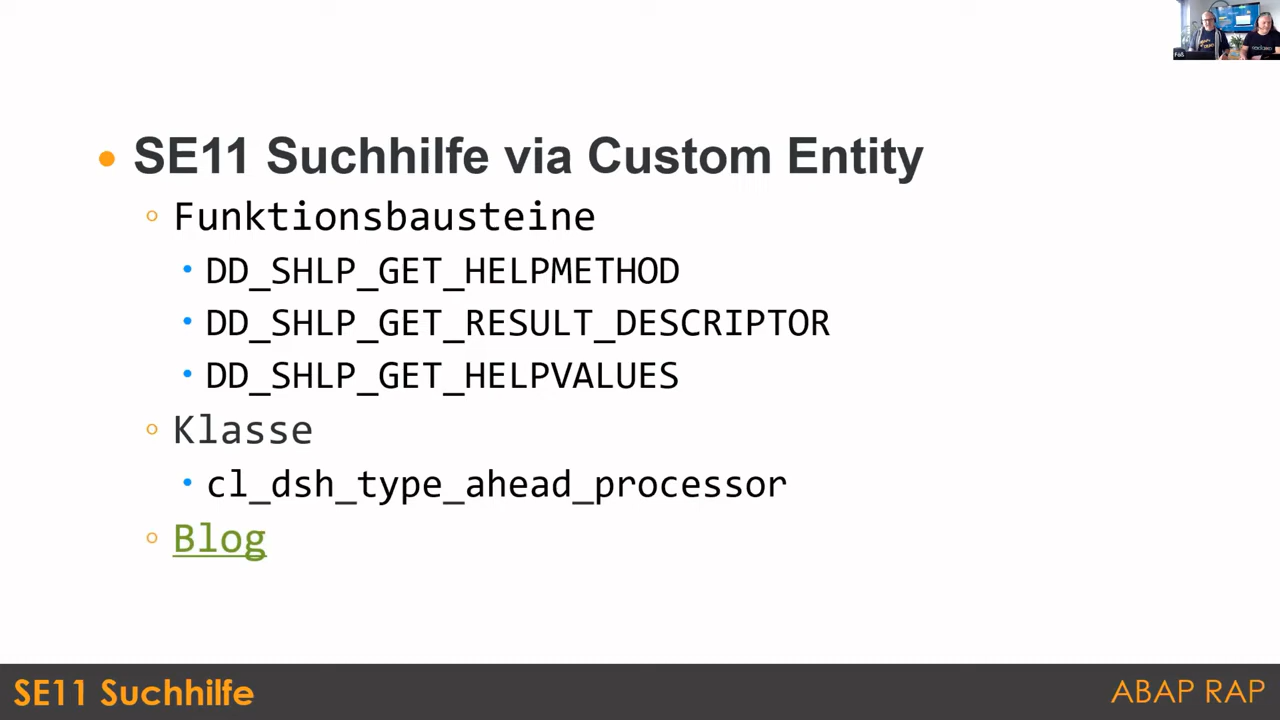 SE11 Suchhilfe via Custom Entity
Funktionsbausteine
DD_SHLP_GET_HELPMETHOD
DD_SHLP_GET_RESULT_DESCRIPTOR
DD_SHLP_GET_HELPVALUES
Klasse
cl_dsh_type_ahead_processor
Blog
SE11 Suchhilfe
ABAP RAP